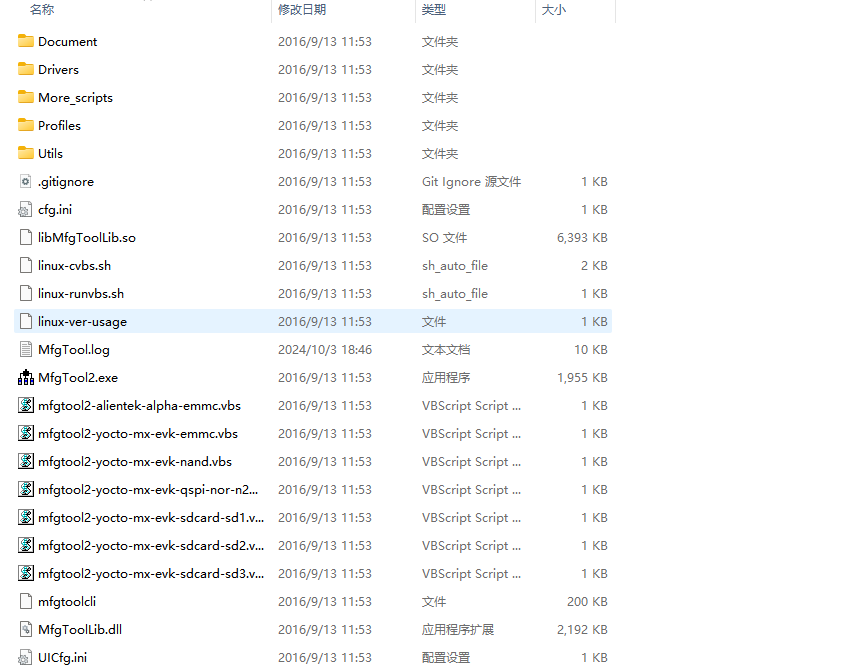 名称 修改日期 类型 大小
Document 2016/9/13 11:53 文件夹
Drivers 2016/9/13 11:53 文件夹
More_scripts 2016/9/13 11:53 文件夹
Profiles 2016/9/13 11:53 文件夹
Utils 2016/9/13 11:53 文件夹
.gitignore 2016/9/13 11:53 Git Ignore 源文件 1 KB
cfg.ini 2016/9/13 11:53 配置设置 1 KB
libMfgToolLib.so 2016/9/13 11:53 SO 文件 6,393 KB
linux-cvbs.sh 2016/9/13 11:53 sh_auto_file 2 KB
linux-runvbs.sh 2016/9/13 11:53 sh_auto_file 1 KB
linux-ver-usage 2016/9/13 11:53 文件 1 KB
MfgTool.log 2024/10/3 18:46 文本文档 10 KB
MfgTool2.exe 2016/9/13 11:53 应用程序 1,955 KB
mfgtool2-alientek-alpha-emmc.vbs 2016/9/13 11:53 VBScript Script ... 1 KB
mfgtool2-yocto-mx-evk-emmc.vbs 2016/9/13 11:53 VBScript Script ... 1 KB
mfgtool2-yocto-mx-evk-nand.vbs 2016/9/13 11:53 VBScript Script ... 1 KB
mfgtool2-yocto-mx-evk-qspi-nor-n2... 2016/9/13 11:53 VBScript Script ... 1 KB
mfgtool2-yocto-mx-evk-sdcard-sd1.v... 2016/9/13 11:53 VBScript Script ... 1 KB
mfgtool2-yocto-mx-evk-sdcard-sd2.v... 2016/9/13 11:53 VBScript Script ... 1 KB
mfgtool2-yocto-mx-evk-sdcard-sd3.v... 2016/9/13 11:53 VBScript Script ... 1 KB
mfgtoolcli 2016/9/13 11:53 文件 200 KB
MfgToolLib.dll 2016/9/13 11:53 应用程序扩展 2,192 KB
UICfg.ini 2016/9/13 11:53 配置设置 1 KB